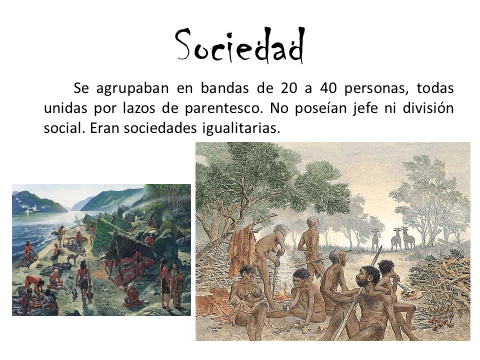 Sociedad
Se agrupaban en bandas de 20 a 40 personas, todas
unidas por lazos de parentesco. No poseían jefe ni división
social. Eran sociedades igualitarias.